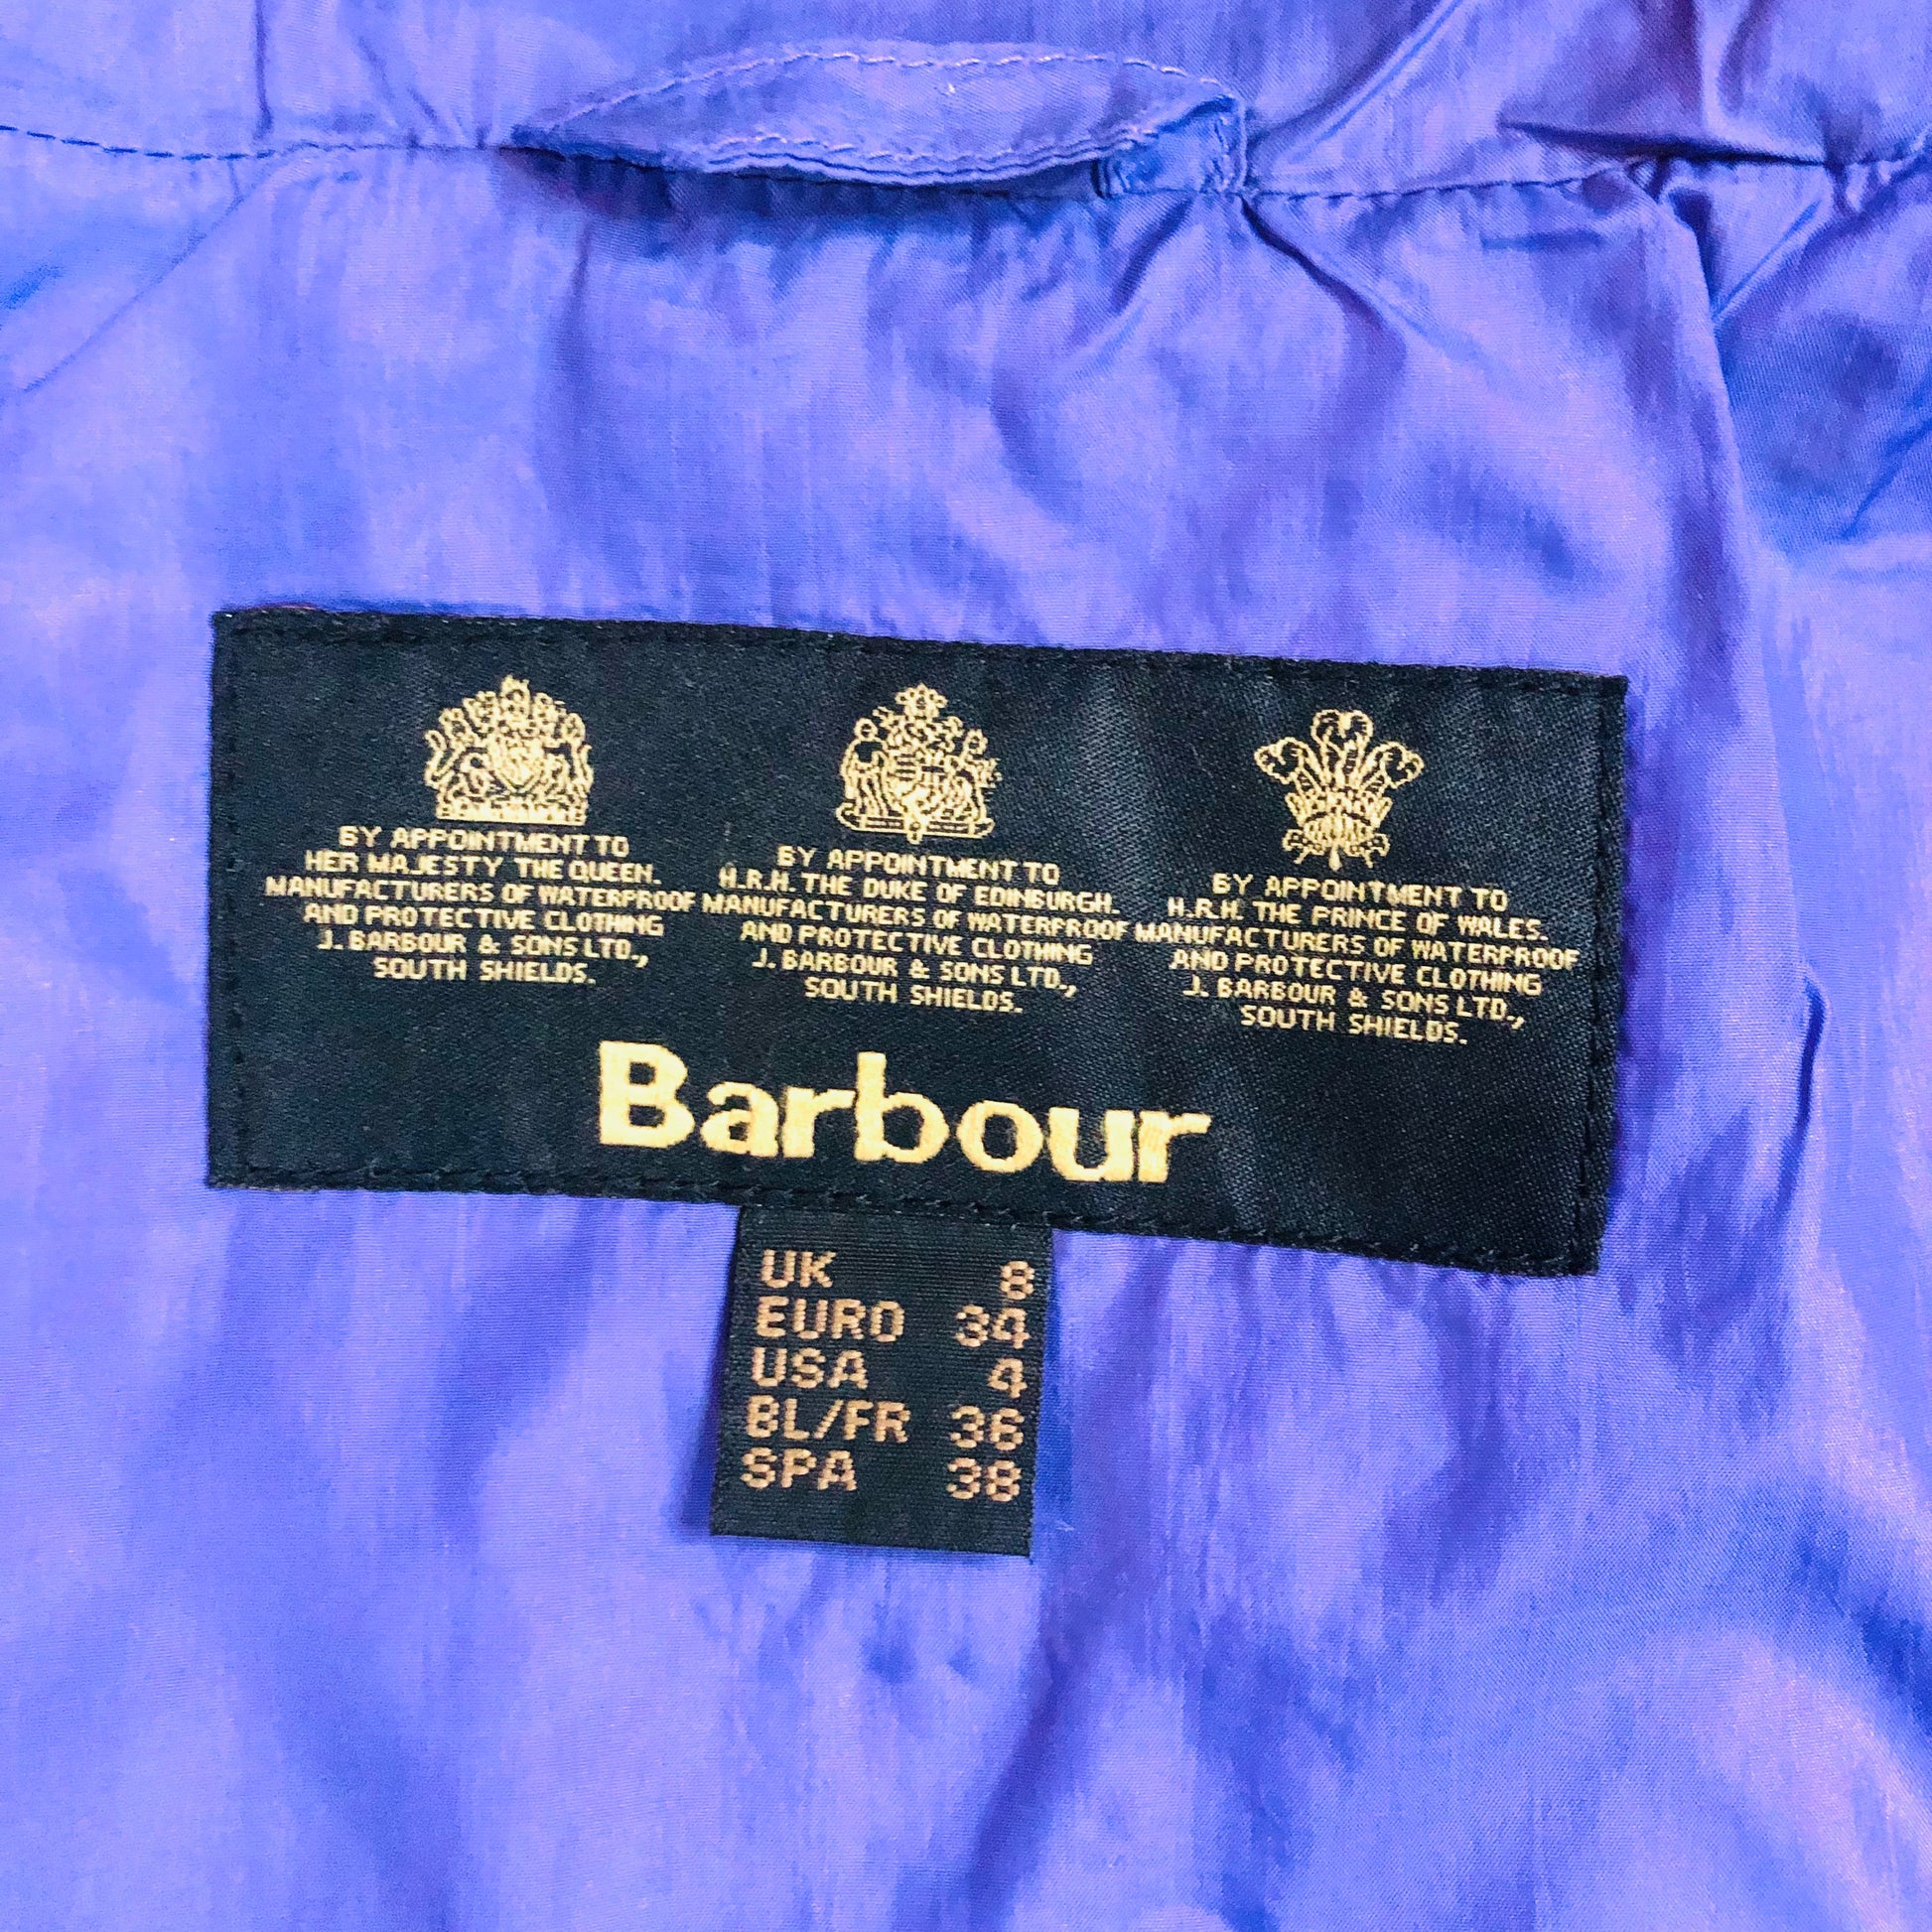 BY APPOINTMENT TO
HER MAJESTY THE QUEEN.
MANUFACTURERS OF WATERPROOF
AND PROTECTIVE CLOTHING
J. BARBOUR & SONS LTD.,
SOUTH SHIELDS.
BY APPOINTMENT TO
H.R.H. THE DUKE OF EDINBURGH.
MANUFACTURERS OF WATERPROOF
AND PROTECTIVE CLOTHING
J. BARBOUR & SONS LTD.,
SOUTH SHIELDS.
BY APPOINTMENT TO
H.R.H. THE PRINCE OF WALES.
MANUFACTURERS OF WATERPROOF
AND PROTECTIVE CLOTHING
J. BARBOUR & SONS LTD.,
SOUTH SHIELDS.
Barbour
UK 8
EURO 34
USA 4
BL/FR 36
SPA 38